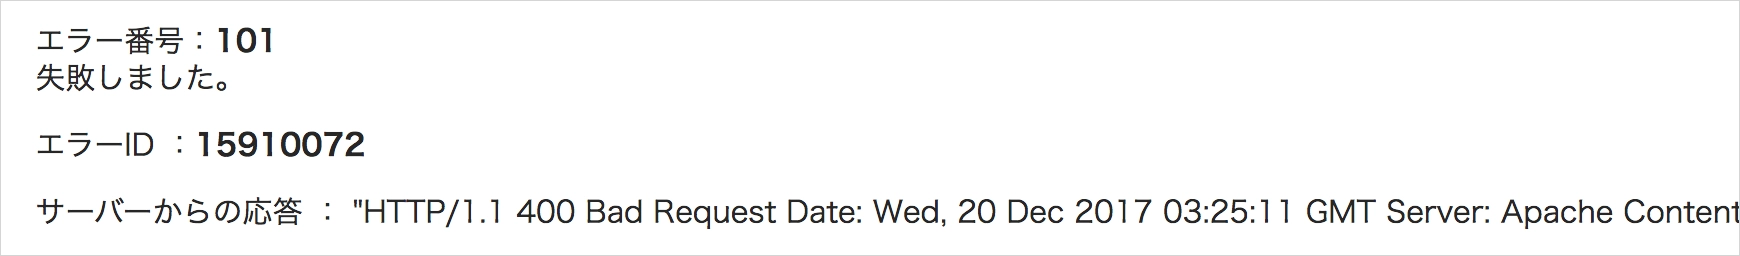 エラー番号：101
失敗しました。
エラーID ：15910072
サーバーからの応答 ： "HTTP/1.1 400 Bad Request Date: Wed, 20 Dec 2017 03:25:11 GMT Server: Apache Content